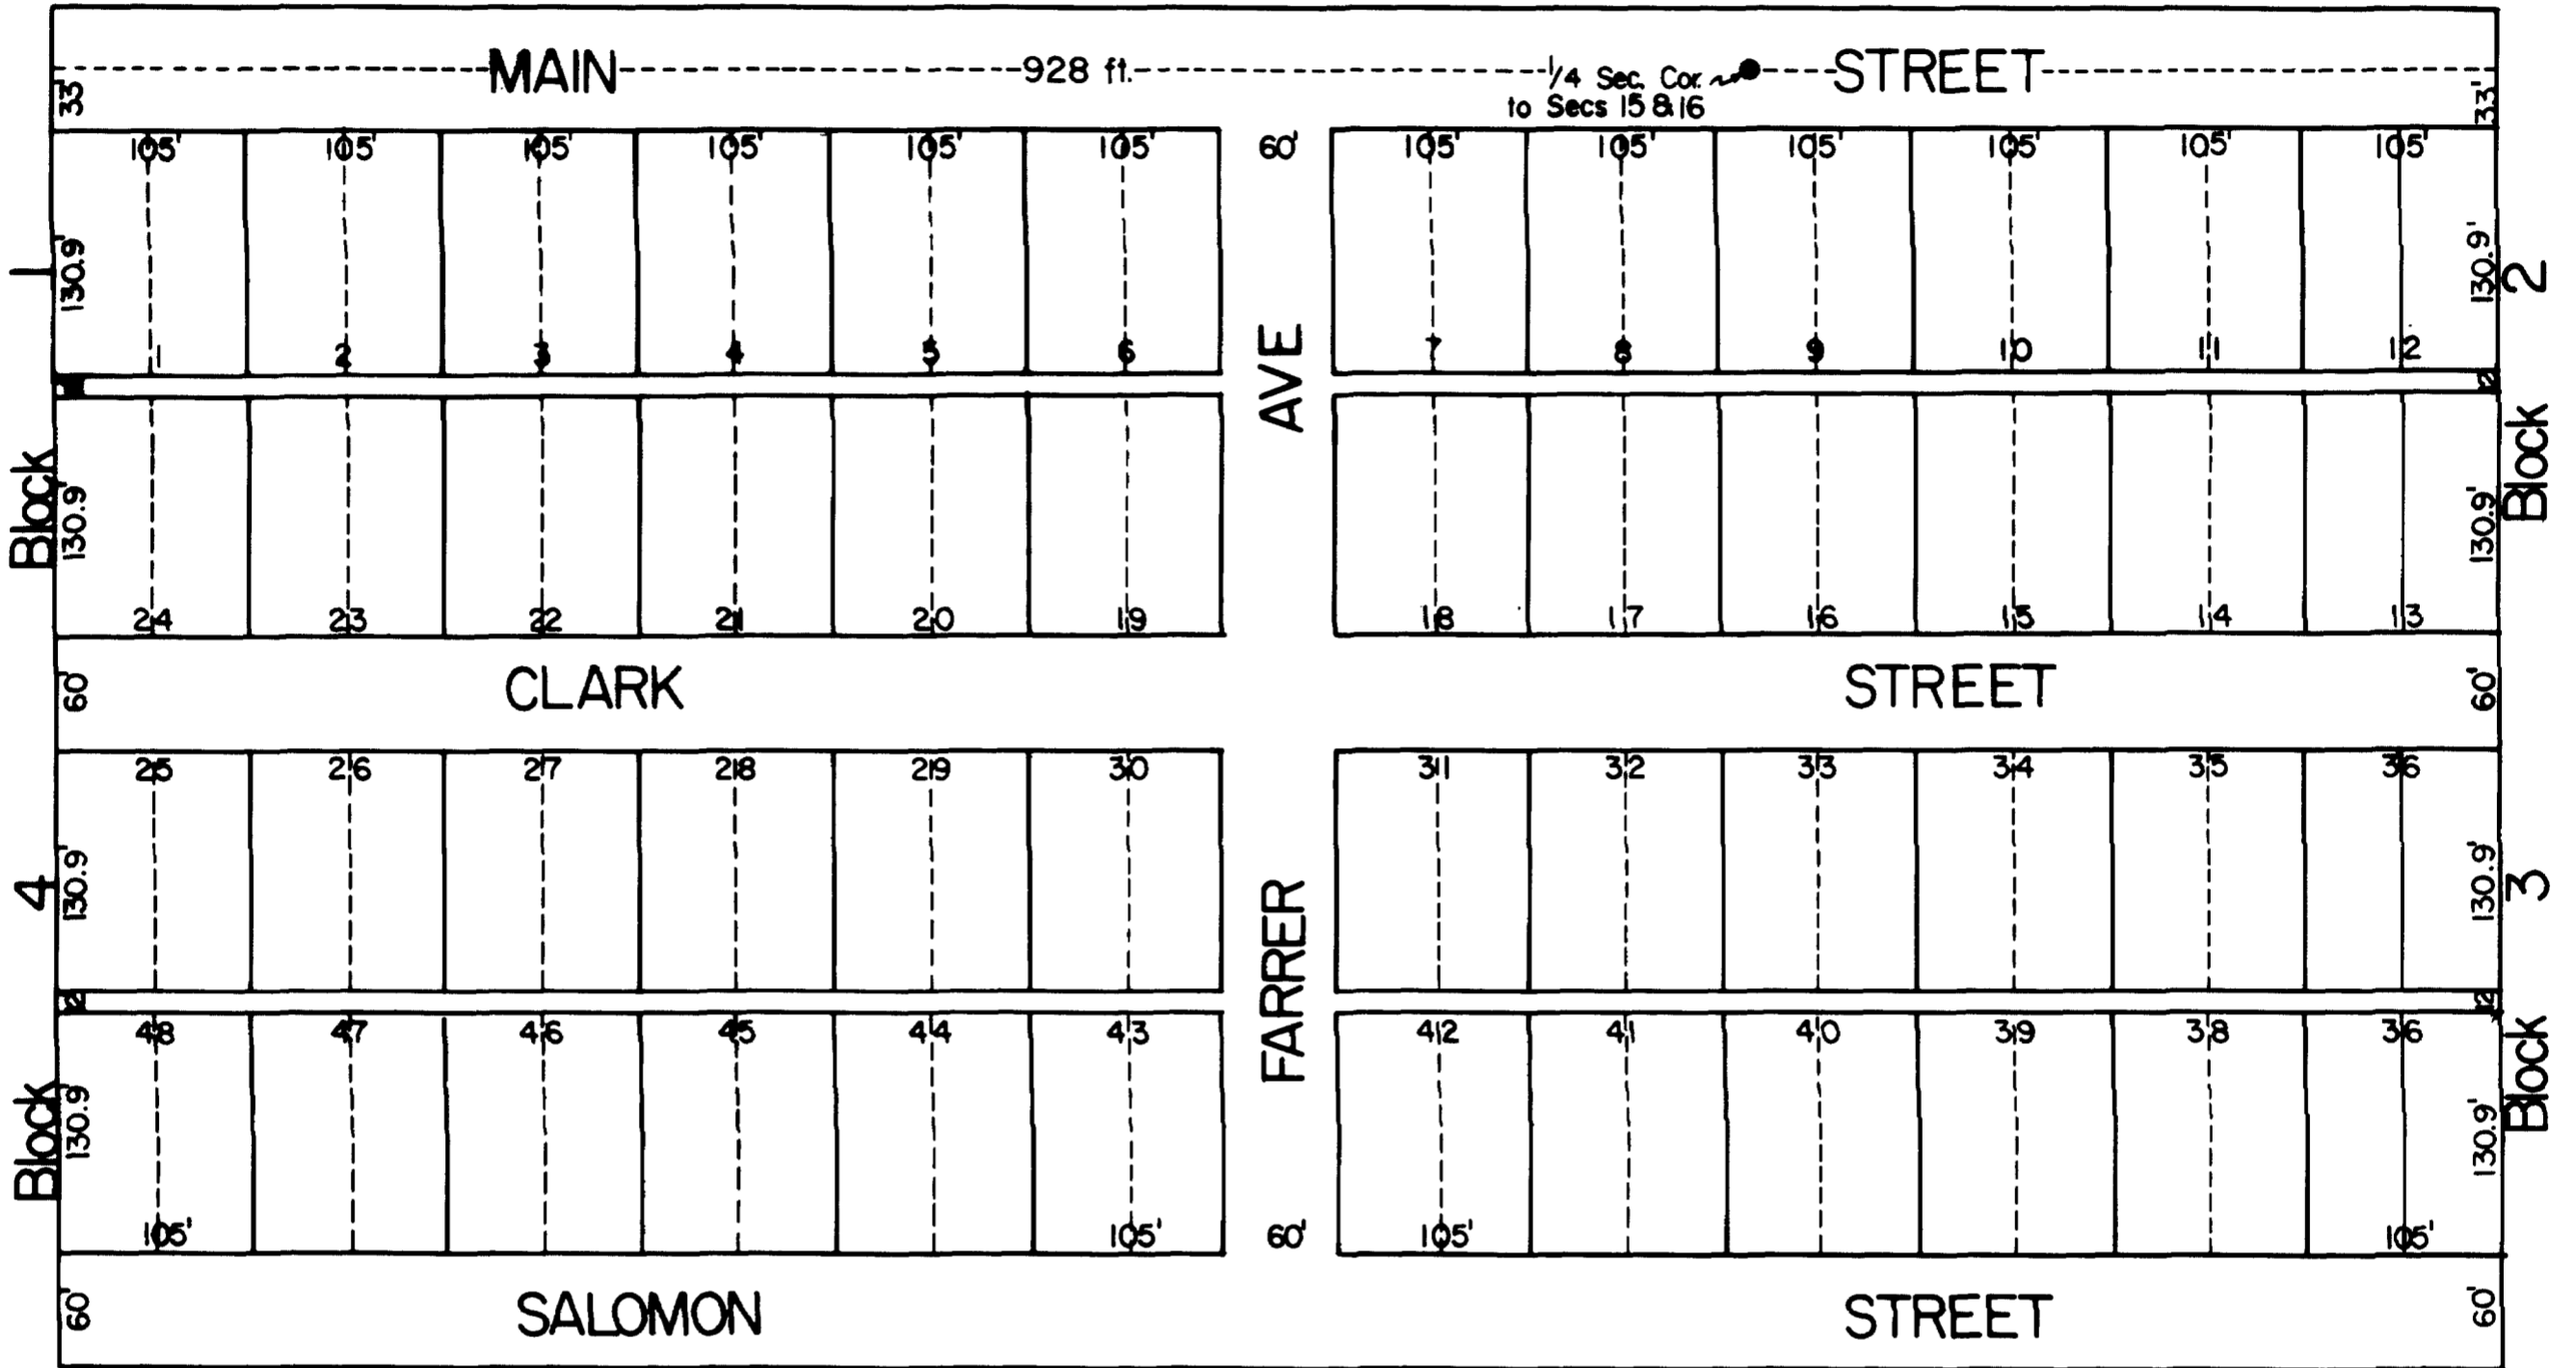 MAIN 928 ft. 1/4 Sec. Cor. STREET
to Secs 15 & 16
33' 33'
105' 105' 105' 105' 105' 105' 60' 105' 105' 105' 105' 105' 105'
1 130.9' 130.9' 2
1 2 3 4 5 6 AVE 7 8 9 10 11 12
12
Block 130.9' 130.9' Block
24 23 22 21 20 19 18 17 16 15 14 13
60' CLARK STREET 60'
25 26 27 28 29 30 31 32 33 34 35 36
4 130.9' FARRER 130.9' 3
12 12
48 47 46 45 44 43 42 41 40 39 38 36
Block 130.9' 130.9' Block
105' 105' 60' 105' 105'
60' SALOMON STREET 60'